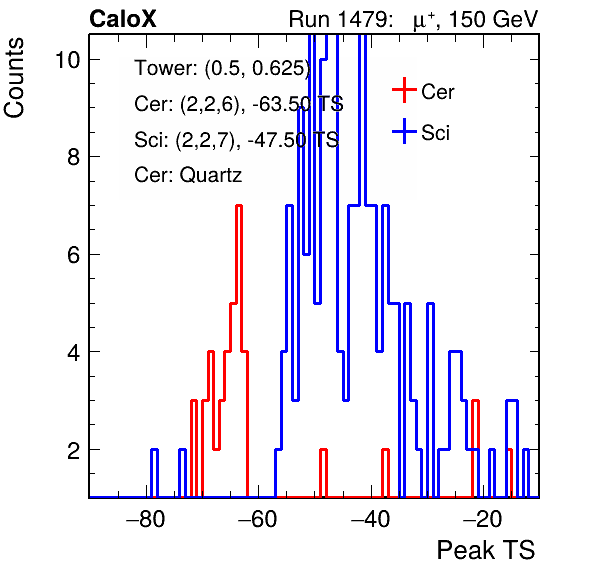 CaloX Run 1479: μ⁺, 150 GeV
Counts
Tower: (0.5, 0.625)
Cer: (2,2,6), -63.50 TS
Sci: (2,2,7), -47.50 TS
Cer: Quartz
Cer
Sci
10
8
6
4
2
−80 −60 −40 −20
Peak TS